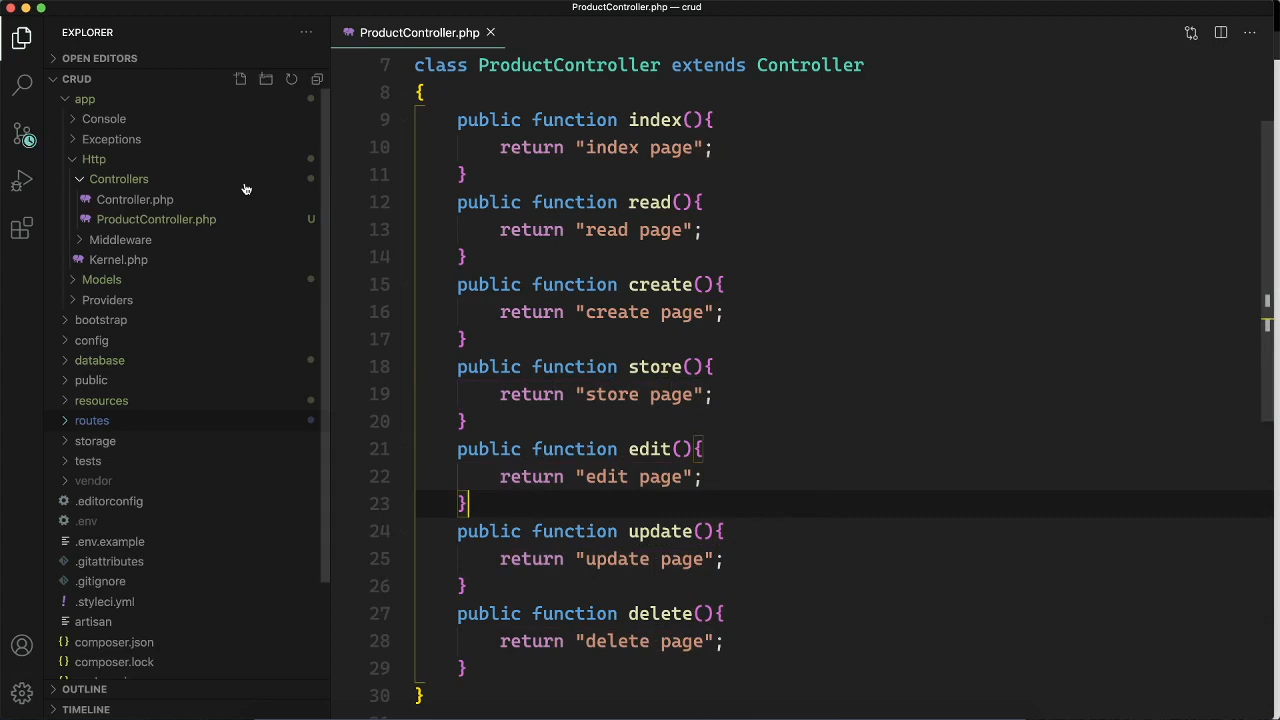 ProductController.php — crud
EXPLORER
OPEN EDITORS
CRUD
app
Console
Exceptions
Http
Controllers
Controller.php
ProductController.php U
Middleware
Kernel.php
Models
Providers
bootstrap
config
database
public
resources
routes
storage
tests
vendor
.editorconfig
.env
.env.example
.gitattributes
.gitignore
.styleci.yml
artisan
composer.json
composer.lock
OUTLINE
TIMELINE
ProductController.php
7 class ProductController extends Controller
8 {
9 public function index(){
10 return "index page";
11 }
12 public function read(){
13 return "read page";
14 }
15 public function create(){
16 return "create page";
17 }
18 public function store(){
19 return "store page";
20 }
21 public function edit(){
22 return "edit page";
23 }
24 public function update(){
25 return "update page";
26 }
27 public function delete(){
28 return "delete page";
29 }
30 }